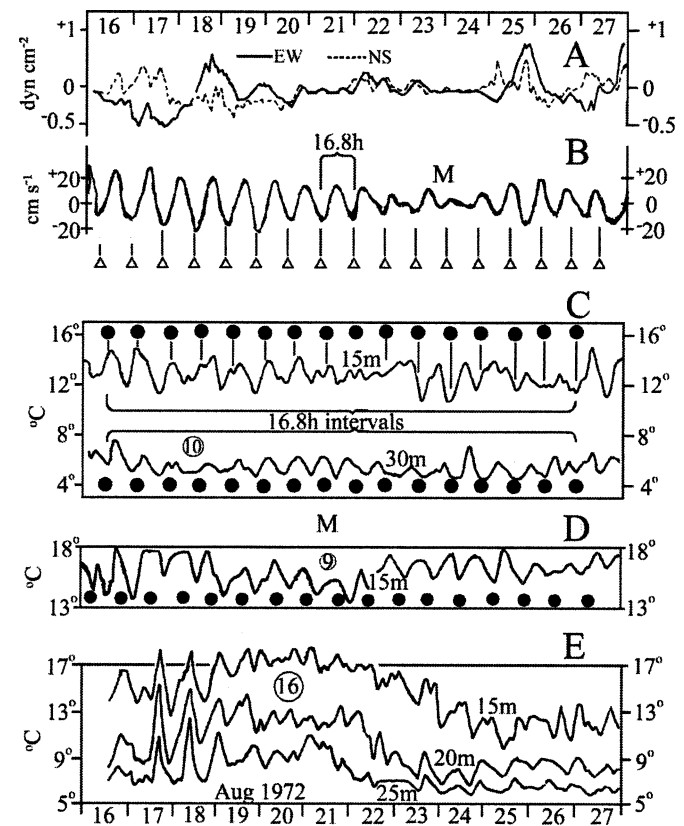 16 17 18 19 20 21 22 23 24 25 26 27
+1 EW NS A +1
dyn cm-2
0 0
-0.5 -0.5
16.8h
B
M
cm s-1
+20 +20
0 0
-20 -20
C
16° 16°
15m
12° 12°
°C
16.8h intervals
8° 8°
10
30m
4° 4°
M
D
18° 18°
9
°C
15m
13° 13°
E
17° 17°
16
15m
13° 13°
°C
20m
9° 9°
Aug 1972 25m
5° 5°
16 17 18 19 20 21 22 23 24 25 26 27